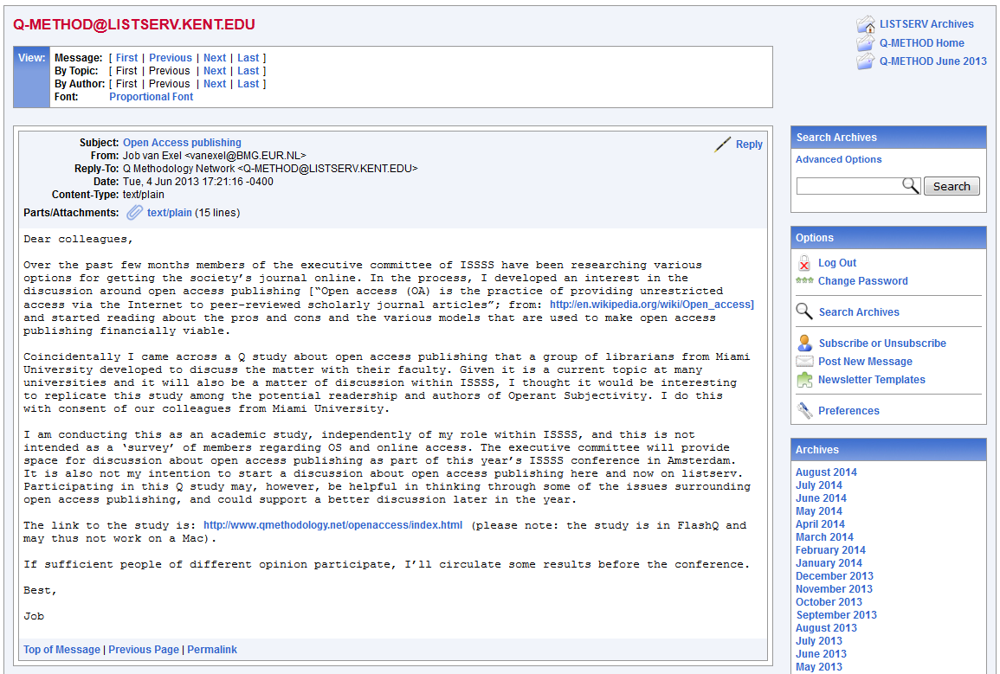 Q-METHOD@LISTSERV.KENT.EDU
LISTSERV Archives
Q-METHOD Home
Q-METHOD June 2013
View:
Message: [ First | Previous | Next | Last ]
By Topic: [ First | Previous | Next | Last ]
By Author: [ First | Previous | Next | Last ]
Font: Proportional Font
Subject: Open Access publishing
From: Job van Exel <vanexel@BMG.EUR.NL>
Reply-To: Q Methodology Network <Q-METHOD@LISTSERV.KENT.EDU>
Date: Tue, 4 Jun 2013 17:21:16 -0400
Content-Type: text/plain
Parts/Attachments: text/plain (15 lines)
Reply
Dear colleagues,
Over the past few months members of the executive committee of ISSSS have been researching various
options for getting the society’s journal online. In the process, I developed an interest in the
discussion around open access publishing [“Open access (OA) is the practice of providing unrestricted
access via the Internet to peer-reviewed scholarly journal articles”; from: http://en.wikipedia.org/wiki/Open_access]
and started reading about the pros and cons and the various models that are used to make open access
publishing financially viable.
Coincidentally I came across a Q study about open access publishing that a group of librarians from Miami
University developed to discuss the matter with their faculty. Given it is a current topic at many
universities and it will also be a matter of discussion within ISSSS, I thought it would be interesting
to replicate this study among the potential readership and authors of Operant Subjectivity. I do this
with consent of our colleagues from Miami University.
I am conducting this as an academic study, independently of my role within ISSSS, and this is not
intended as a ‘survey’ of members regarding OS and online access. The executive committee will provide
space for discussion about open access publishing as part of this year’s ISSSS conference in Amsterdam.
It is also not my intention to start a discussion about open access publishing here and now on listserv.
Participating in this Q study may, however, be helpful in thinking through some of the issues surrounding
open access publishing, and could support a better discussion later in the year.
The link to the study is: http://www.qmethodology.net/openaccess/index.html (please note: the study is in FlashQ and
may thus not work on a Mac).
If sufficient people of different opinion participate, I’ll circulate some results before the conference.
Best,
Job
Top of Message | Previous Page | Permalink
Search Archives
Advanced Options
Search
Options
Log Out
Change Password
Search Archives
Subscribe or Unsubscribe
Post New Message
Newsletter Templates
Preferences
Archives
August 2014
July 2014
June 2014
May 2014
April 2014
March 2014
February 2014
January 2014
December 2013
November 2013
October 2013
September 2013
August 2013
July 2013
June 2013
May 2013